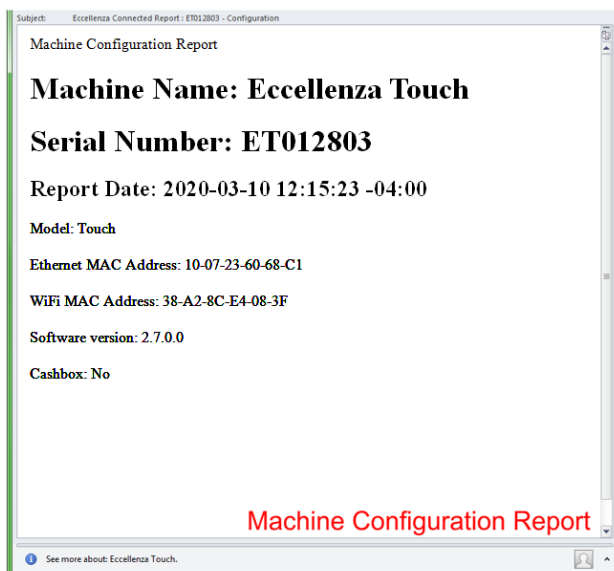 Subject: Eccellenza Connected Report : ET012803 - Configuration
Machine Configuration Report
Machine Name: Eccellenza Touch
Serial Number: ET012803
Report Date: 2020-03-10 12:15:23 -04:00
Model: Touch
Ethernet MAC Address: 10-07-23-60-68-C1
WiFi MAC Address: 38-A2-8C-E4-08-3F
Software version: 2.7.0.0
Cashbox: No
Machine Configuration Report
See more about: Eccellenza Touch.